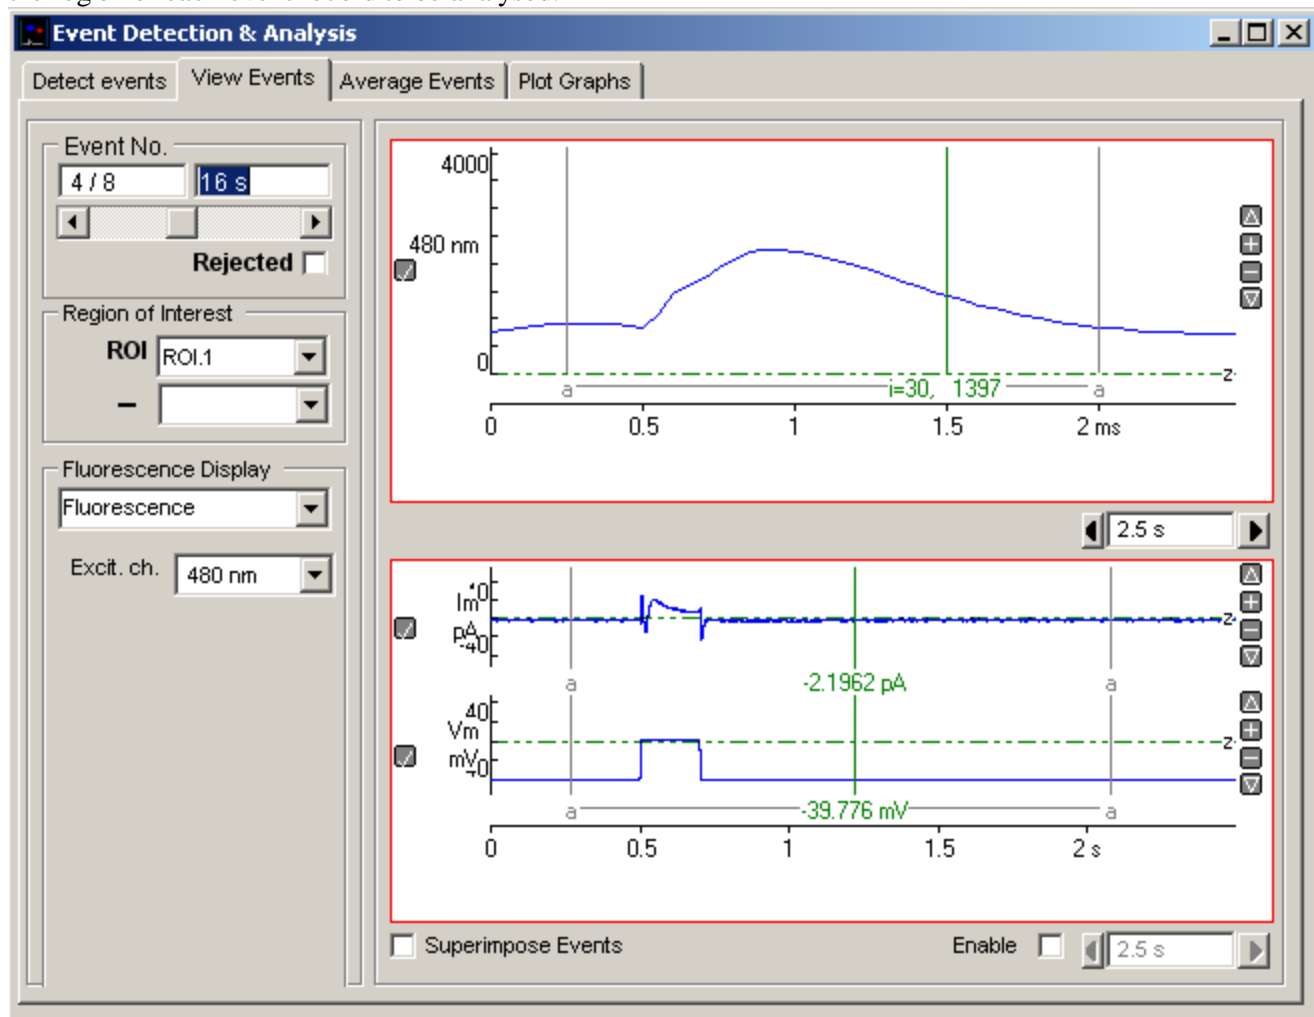 Event Detection & Analysis
Detect events View Events Average Events Plot Graphs
Event No.
4 / 8 16 s
Rejected
Region of Interest
ROI ROI.1
–
Fluorescence Display
Fluorescence
Excit. ch. 480 nm
4000
480 nm
0
z
a i=30, 1397 a
0 0.5 1 1.5 2 ms
2.5 s
Im
pA
-40
z
a -2.1962 pA a
40
Vm
mV
z
a -39.776 mV a
0 0.5 1 1.5 2 s
Superimpose Events Enable 2.5 s